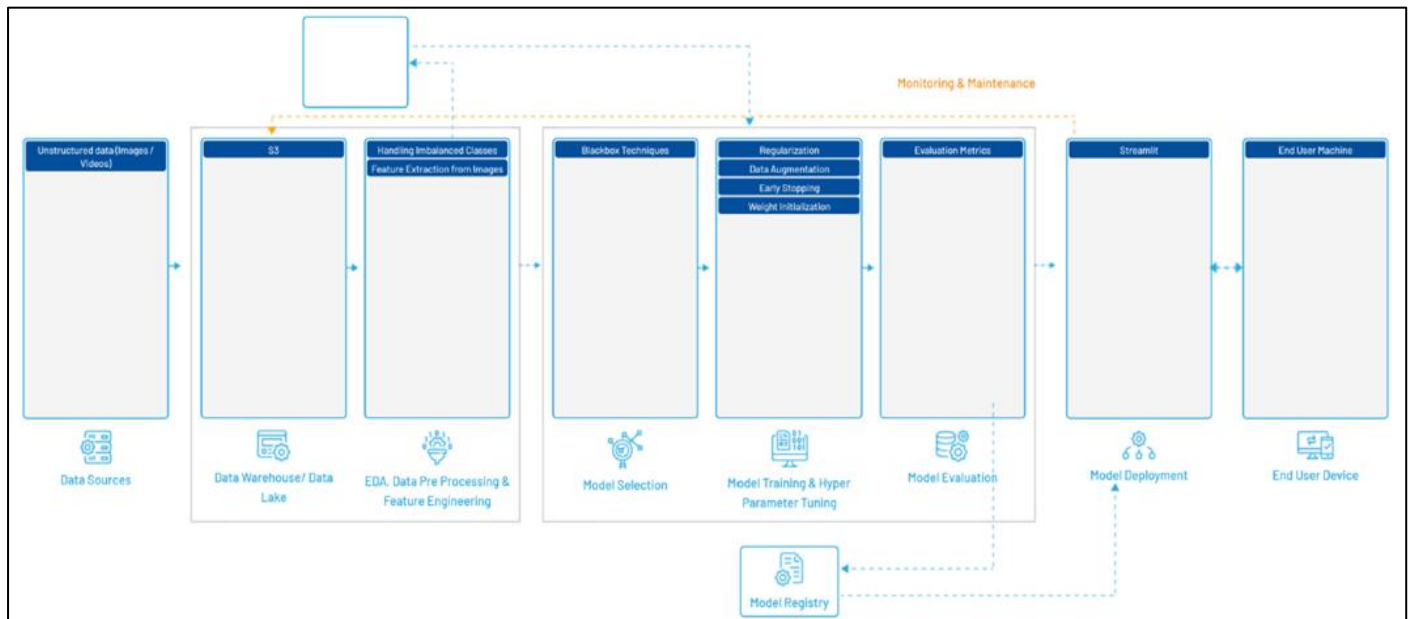 Monitoring & Maintenance
Unstructured data (Images /
Videos)
S3
Handling Imbalanced Classes
Feature Extraction from Images
Blackbox Techniques
Regularization
Data Augmentation
Early Stopping
Weight Initialization
Evaluation Metrics
Streamlit
End User Machine
Data Sources
Data Warehouse/ Data
Lake
EDA, Data Pre Processing &
Feature Engineering
Model Selection
Model Training & Hyper
Parameter Tuning
Model Evaluation
Model Deployment
End User Device
Model Registry